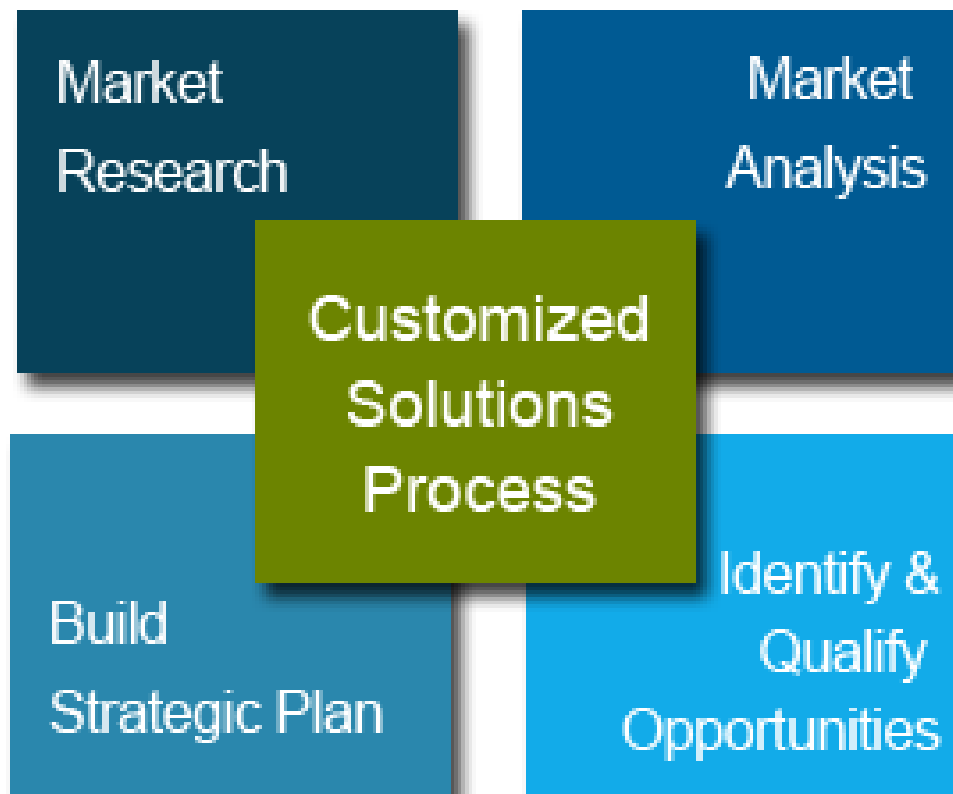 Market
Research
Market
Analysis
Customized
Solutions
Process
Build
Strategic Plan
Identify &
Qualify
Opportunities